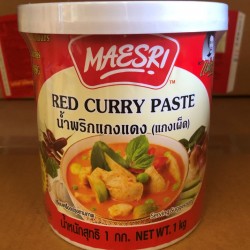 MAESRI
™
RED CURRY PASTE
น้ำพริกแกงแดง (แกงเผ็ด)
น้ำหนักสุทธิ 1 กก. NET WT. 1 kg